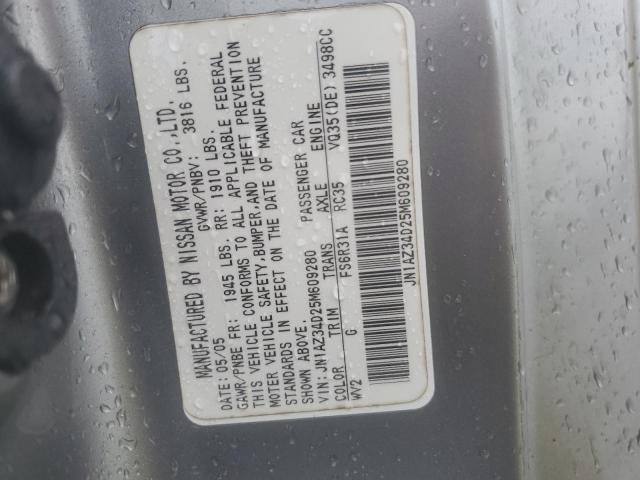 MANUFACTURED BY NISSAN MOTOR CO.,LTD.
DATE: 05/05 GVWR/PNBV: 3816 LBS.
GAWR/PNBE FR: 1945 LBS. RR: 1910 LBS.
THIS VEHICLE CONFORMS TO ALL APPLICABLE FEDERAL
MOTOR VEHICLE SAFETY,BUMPER,AND THEFT PREVENTION
STANDARDS IN EFFECT ON THE DATE OF MANUFACTURE
SHOWN ABOVE.
VIN: JN1AZ34D25M609280 PASSENGER CAR
COLOR TRIM TRANS AXLE ENGINE
WV2 G FS6R31A RC35 VQ35(DE) 3498CC
JN1AZ34D25M609280